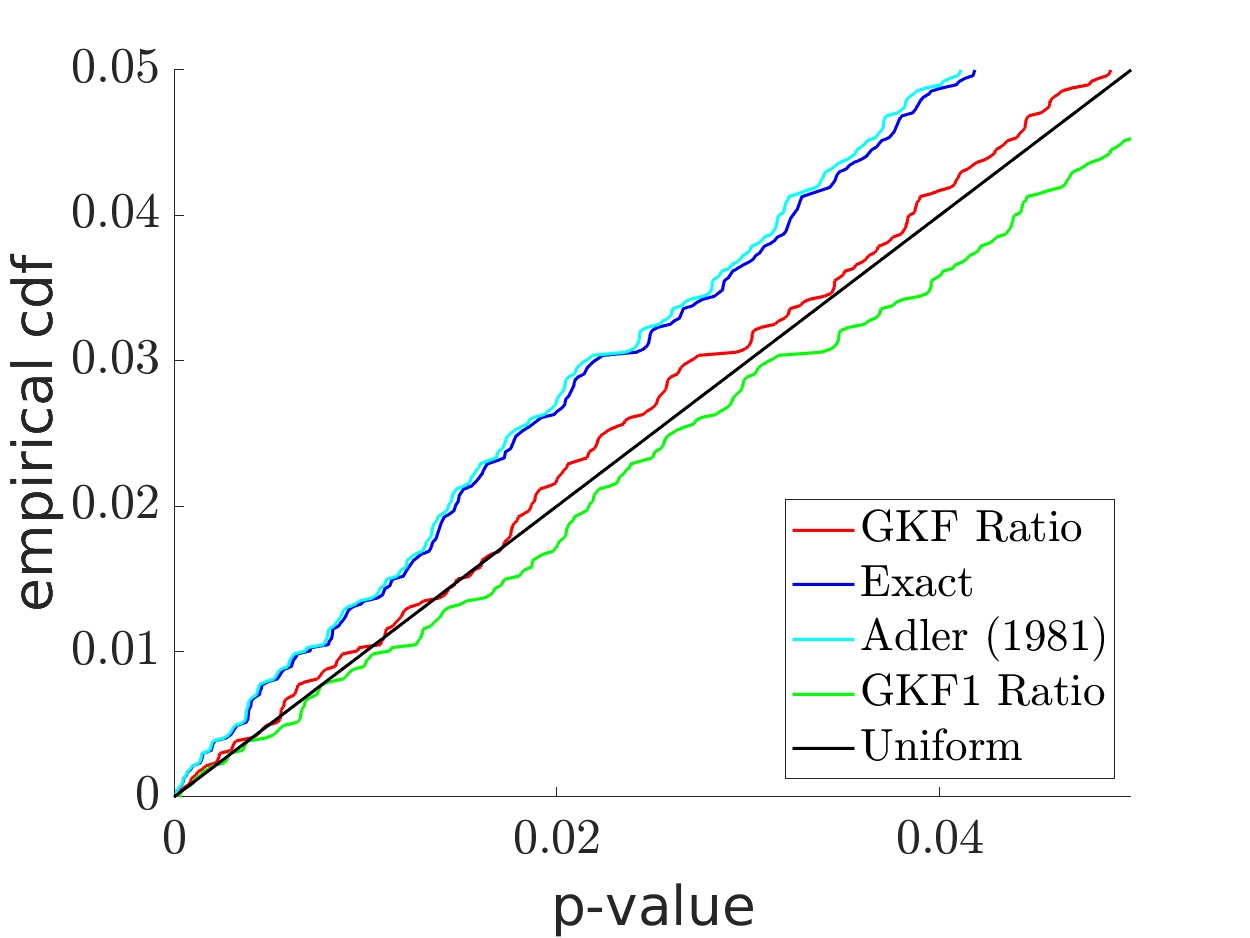 0.05
0.04
0.03
0.02
0.01
0
empirical cdf
GKF Ratio
Exact
Adler (1981)
GKF1 Ratio
Uniform
0 0.02 0.04
p-value